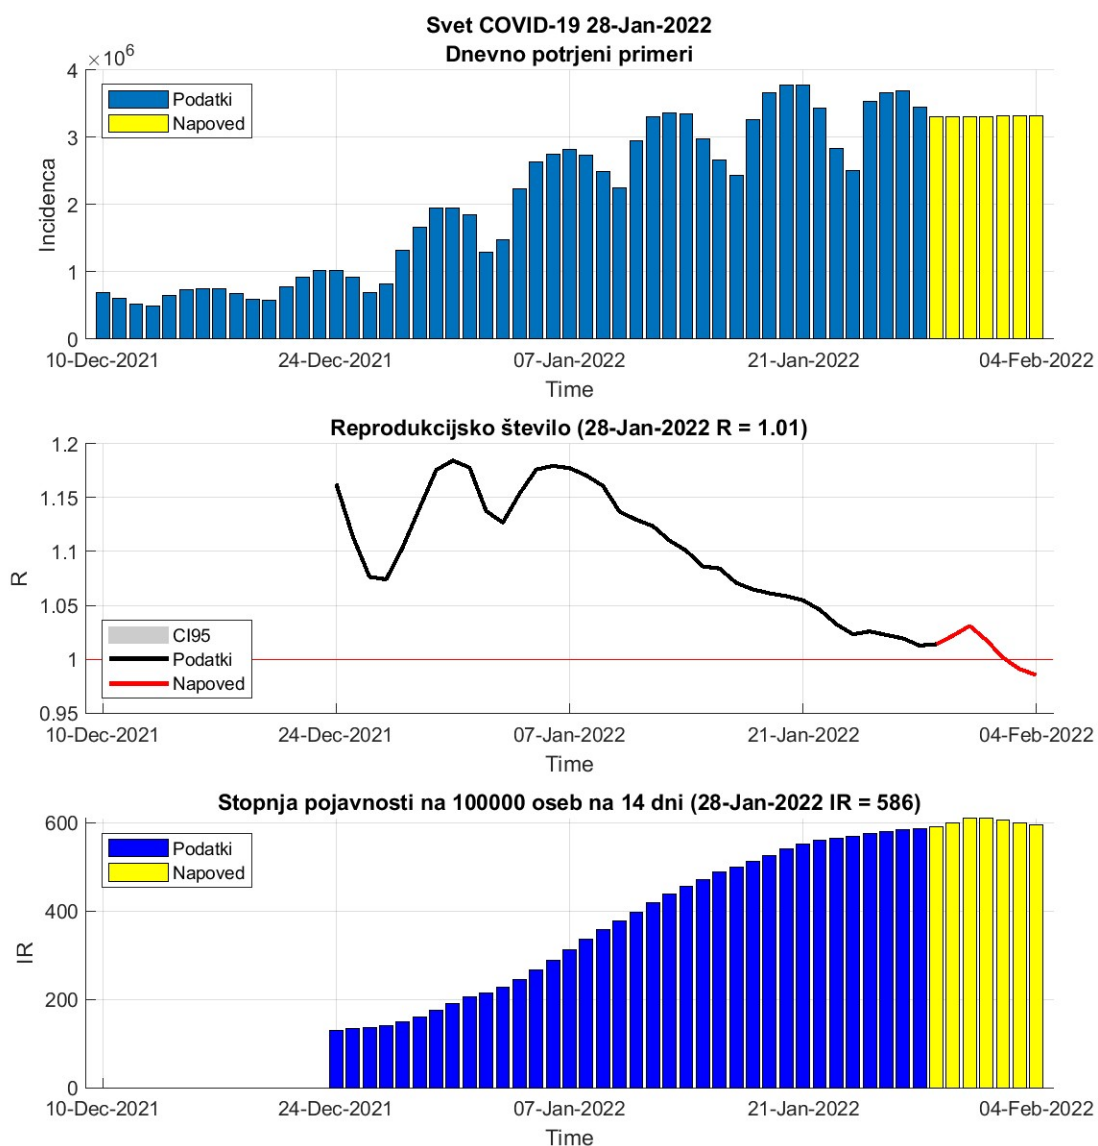 Svet COVID-19 28-Jan-2022
Dnevno potrjeni primeri
×10⁶
4
3
2
1
0
Incidenca
Podatki
Napoved
10-Dec-2021 24-Dec-2021 07-Jan-2022 21-Jan-2022 04-Feb-2022
Time
Reprodukcijsko število (28-Jan-2022 R = 1.01)
1.2
1.15
1.1
1.05
1
0.95
R
CI95
Podatki
Napoved
10-Dec-2021 24-Dec-2021 07-Jan-2022 21-Jan-2022 04-Feb-2022
Time
Stopnja pojavnosti na 100000 oseb na 14 dni (28-Jan-2022 IR = 586)
600
400
200
0
IR
Podatki
Napoved
10-Dec-2021 24-Dec-2021 07-Jan-2022 21-Jan-2022 04-Feb-2022
Time